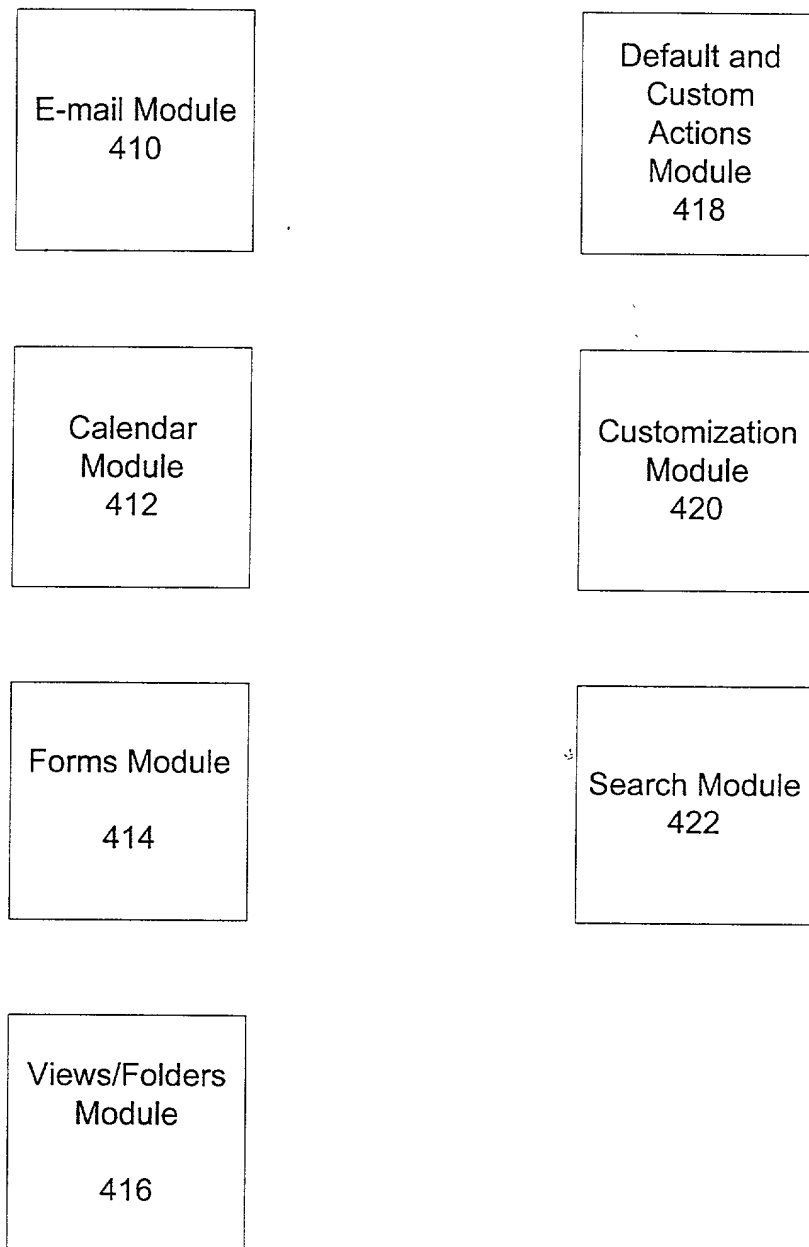 E-mail Module
410
Default and
Custom
Actions
Module
418
Calendar
Module
412
Customization
Module
420
Forms Module
414
Search Module
422
Views/Folders
Module
416